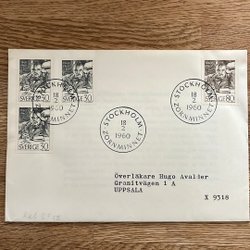 SVERIGE 30
SVERIGE 30
SVERIGE 80
SVERIGE 30
STOCKHOLM
18
2
1960
ZORNMINNET
STOCKHOLM
18
2
1960
ZORNMINNET
STOCKHOLM
18
2
1960
ZORNMINNET
Överläkare Hugo Avalder
Granitvägen 1 A
UPPSALA
X 9318